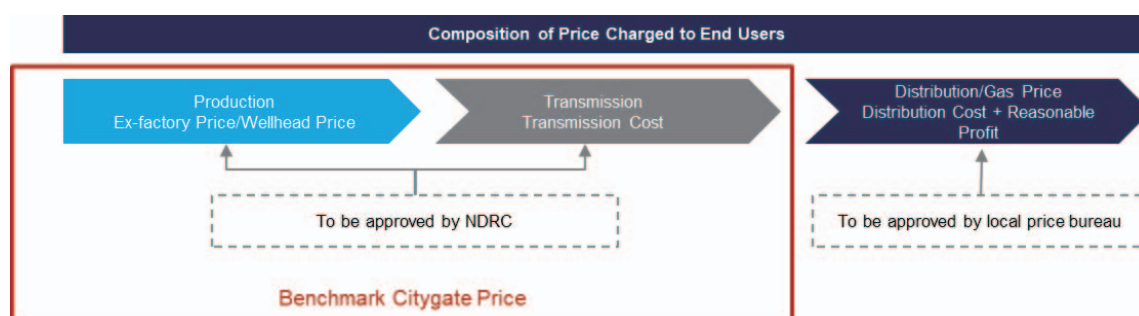 Composition of Price Charged to End Users
Production
Ex-factory Price/Wellhead Price
Transmission
Transmission Cost
Distribution/Gas Price
Distribution Cost + Reasonable
Profit
To be approved by NDRC
To be approved by local price bureau
Benchmark Citygate Price